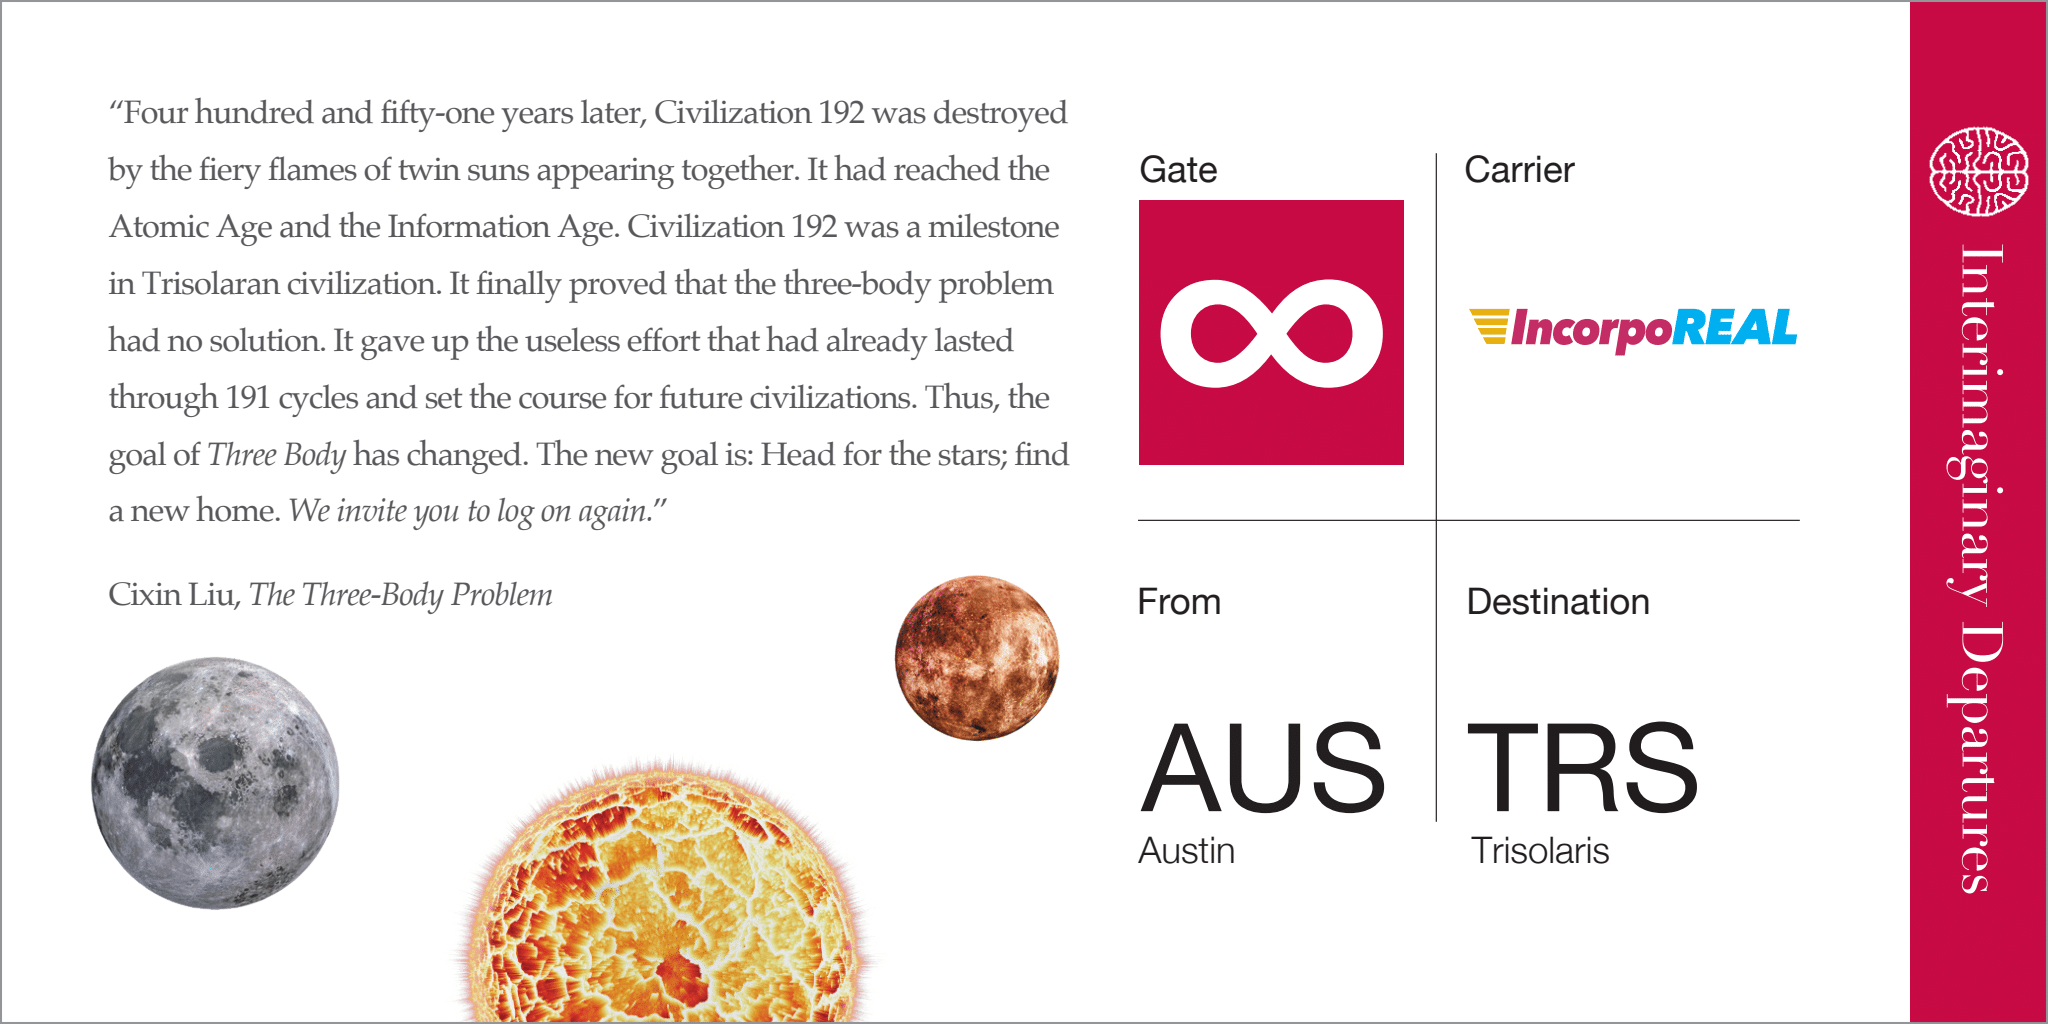 “Four hundred and fifty-one years later, Civilization 192 was destroyed
by the fiery flames of twin suns appearing together. It had reached the
Atomic Age and the Information Age. Civilization 192 was a milestone
in Trisolaran civilization. It finally proved that the three-body problem
had no solution. It gave up the useless effort that had already lasted
through 191 cycles and set the course for future civilizations. Thus, the
goal of Three Body has changed. The new goal is: Head for the stars; find
a new home. We invite you to log on again.”
Cixin Liu, The Three-Body Problem
Gate
∞
Carrier
IncorpoREAL
From
AUS
Austin
Destination
TRS
Trisolaris
Interimaginary Departures